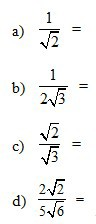 a) 1/√2 =
b) 1/(2√3) =
c) √2/√3 =
d) 2√2/(5√6) =